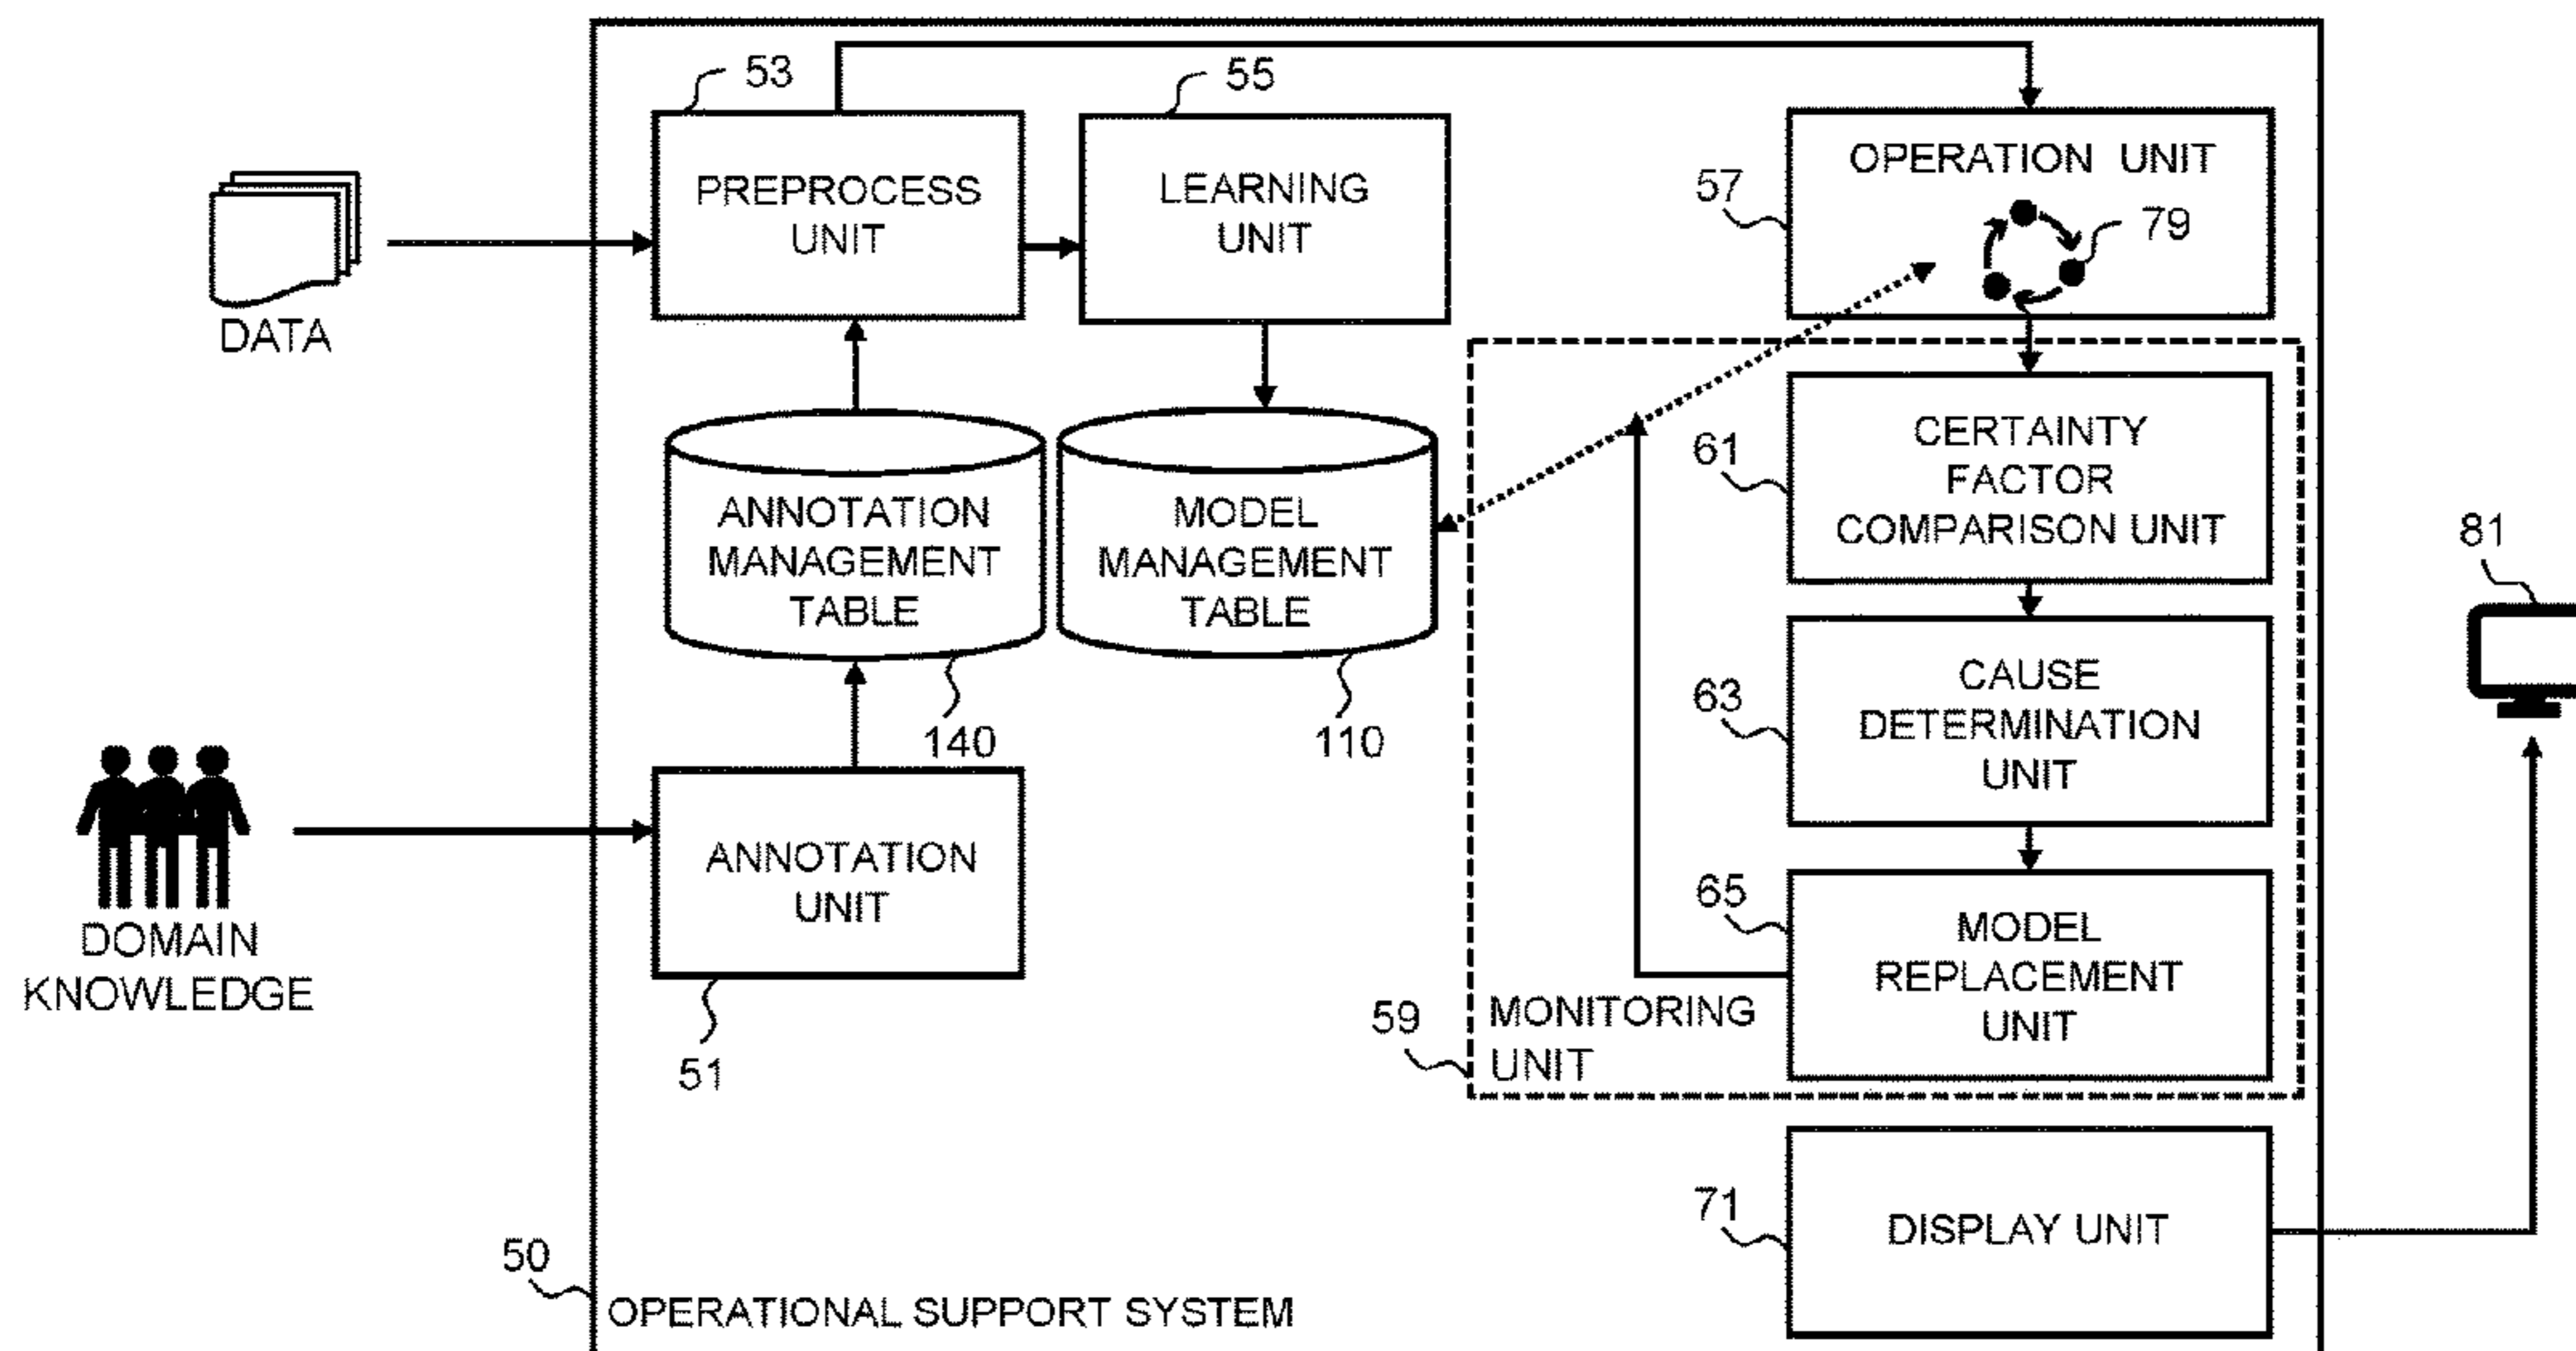 53
55
DATA
PREPROCESS
UNIT
LEARNING
UNIT
OPERATION UNIT
57
79
ANNOTATION
MANAGEMENT
TABLE
140
MODEL
MANAGEMENT
TABLE
110
CERTAINTY
FACTOR
COMPARISON UNIT
61
CAUSE
DETERMINATION
UNIT
63
81
DOMAIN
KNOWLEDGE
ANNOTATION
UNIT
51
MODEL
REPLACEMENT
UNIT
65
MONITORING
UNIT
59
DISPLAY UNIT
71
50
OPERATIONAL SUPPORT SYSTEM